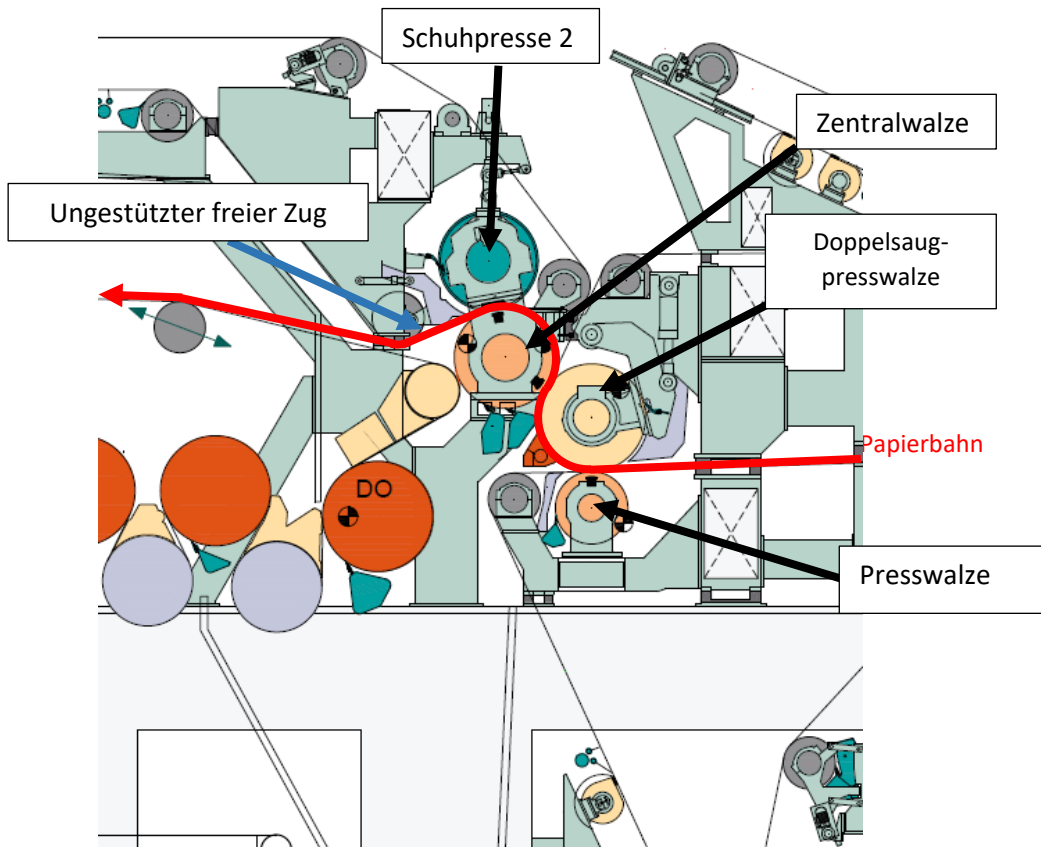 Schuhpresse 2
Zentralwalze
Ungestützter freier Zug
Doppelsaug-
presswalze
Papierbahn
DO
Presswalze